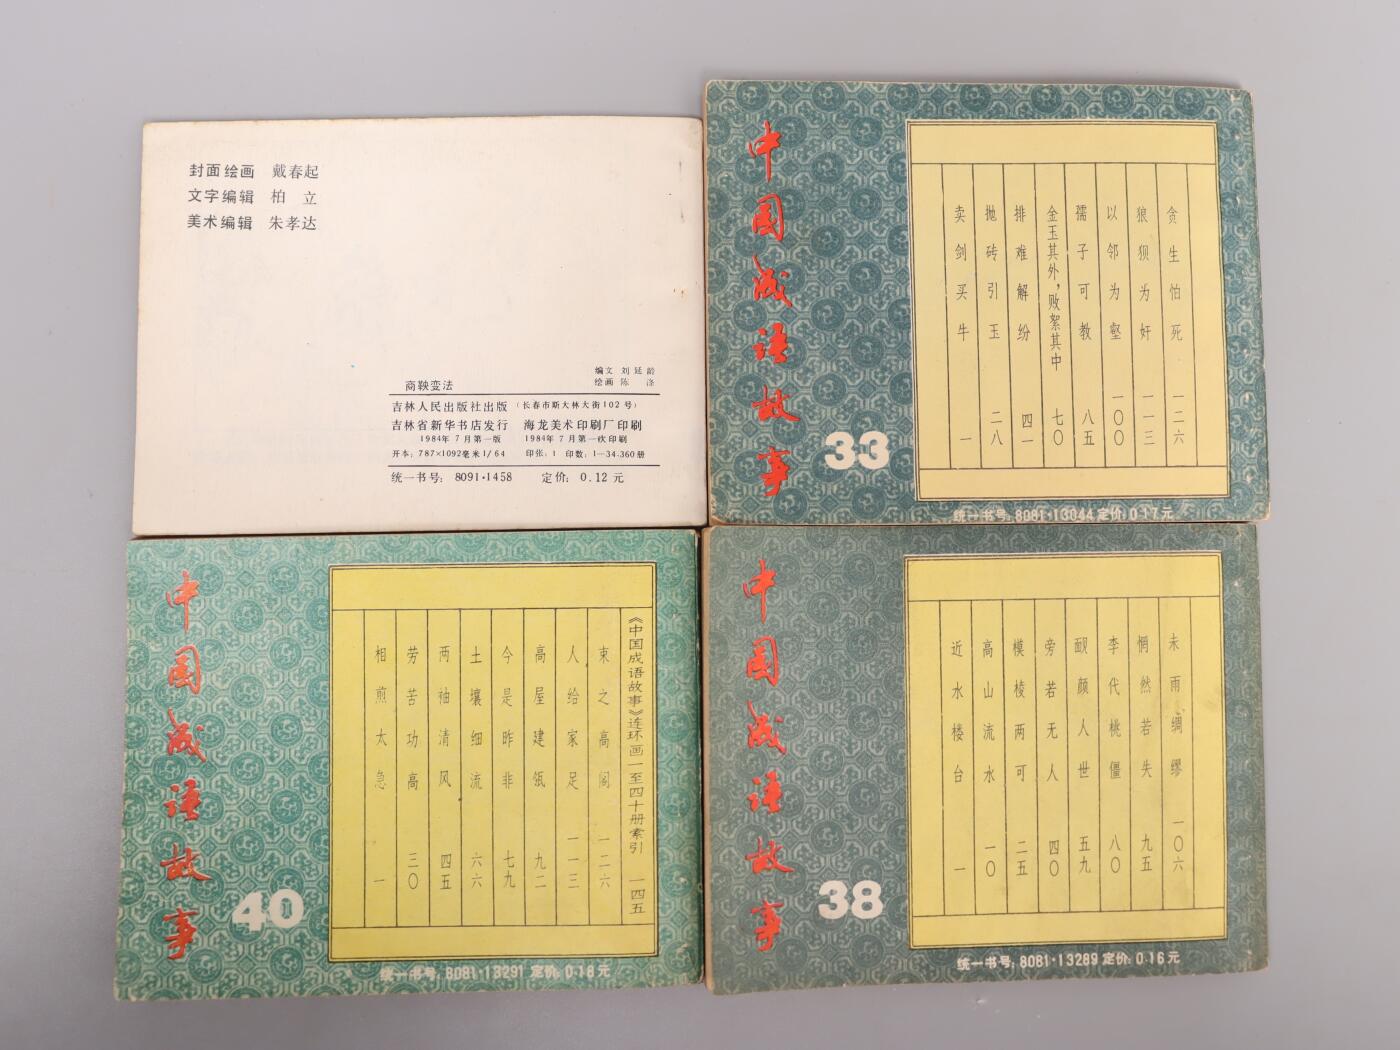 封面绘画 戴春起
文字编辑 柏 立
美术编辑 朱孝达
商鞅变法
编文 刘延龄
绘画 陈 涤
吉林人民出版社出版 (长春市斯大林大街102号)
吉林省新华书店发行 海龙美术印刷厂印刷
1984年7月第一版 1984年7月第一次印刷
开本:787×1092毫米1/64 印张:1 印数:1—34·360册
统一书号:8091·1458 定价:0.12元
中国成语故事
33
贪生怕死 一二六
狼狈为奸 一一三
以邻为壑 一〇〇
孺子可教 八五
金玉其外,败絮其中 七〇
排难解纷 四一
抛砖引玉 二八
卖剑买牛 一
统一书号:8081·13044 定价:0.17元
中国成语故事
40
《中国成语故事》连环画一至四十册索引 一四五
束之高阁 一二六
人给家足 一一三
高屋建瓴 九二
今是昨非 七九
土壤细流 六六
两袖清风 四五
劳苦功高 三〇
相煎太急 一
统一书号:8081·13291 定价:0.18元
中国成语故事
38
未雨绸缪 一〇六
惘然若失 九五
李代桃僵 八〇
觍颜人世 五九
旁若无人 四〇
模棱两可 二五
高山流水 一〇
近水楼台 一
统一书号:8081·13289 定价:0.16元